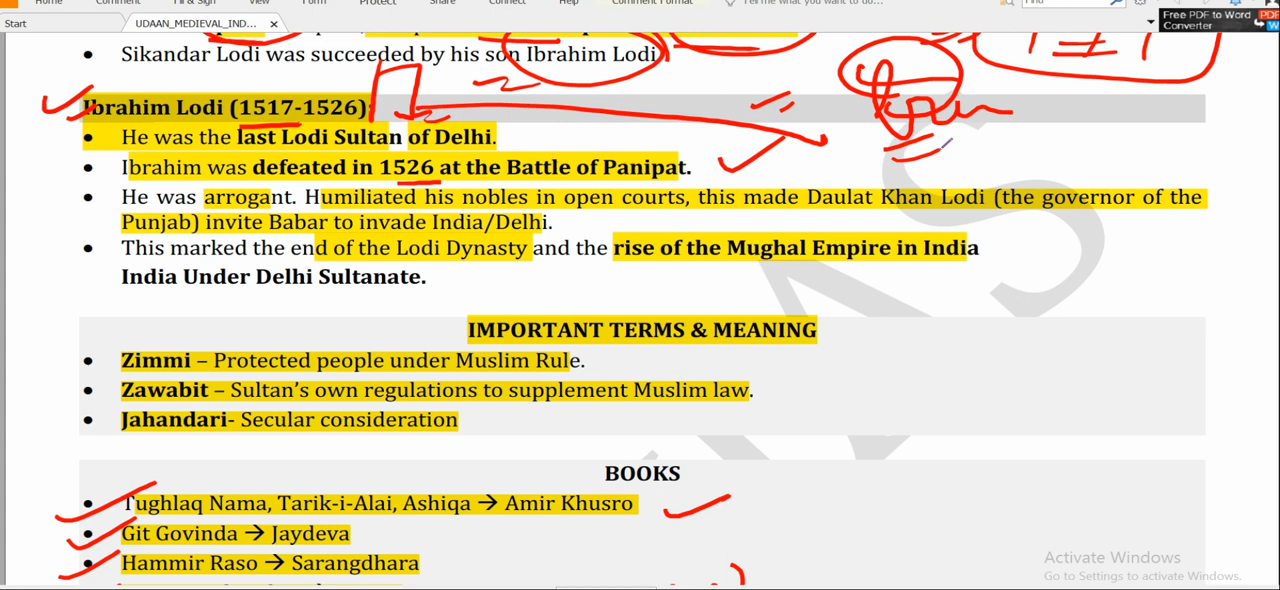 Home Comment Fill & Sign View Form Protect Share Connect Help Comment Format Tell me what you want to do... Find
Start UDAAN_MEDIEVAL_IND... ×
Free PDF to Word Converter
PDF
W
Sikandar Lodi was succeeded by his son Ibrahim Lodi
Ibrahim Lodi (1517-1526):
• He was the last Lodi Sultan of Delhi.
• Ibrahim was defeated in 1526 at the Battle of Panipat.
• He was arrogant. Humiliated his nobles in open courts, this made Daulat Khan Lodi (the governor of the
Punjab) invite Babar to invade India/Delhi.
• This marked the end of the Lodi Dynasty and the rise of the Mughal Empire in India
India Under Delhi Sultanate.
IMPORTANT TERMS & MEANING
• Zimmi – Protected people under Muslim Rule.
• Zawabit – Sultan's own regulations to supplement Muslim law.
• Jahandari- Secular consideration
BOOKS
• Tughlaq Nama, Tarik-i-Alai, Ashiqa → Amir Khusro
• Git Govinda → Jaydeva
• Hammir Raso → Sarangdhara
Activate Windows
Go to Settings to activate Windows.